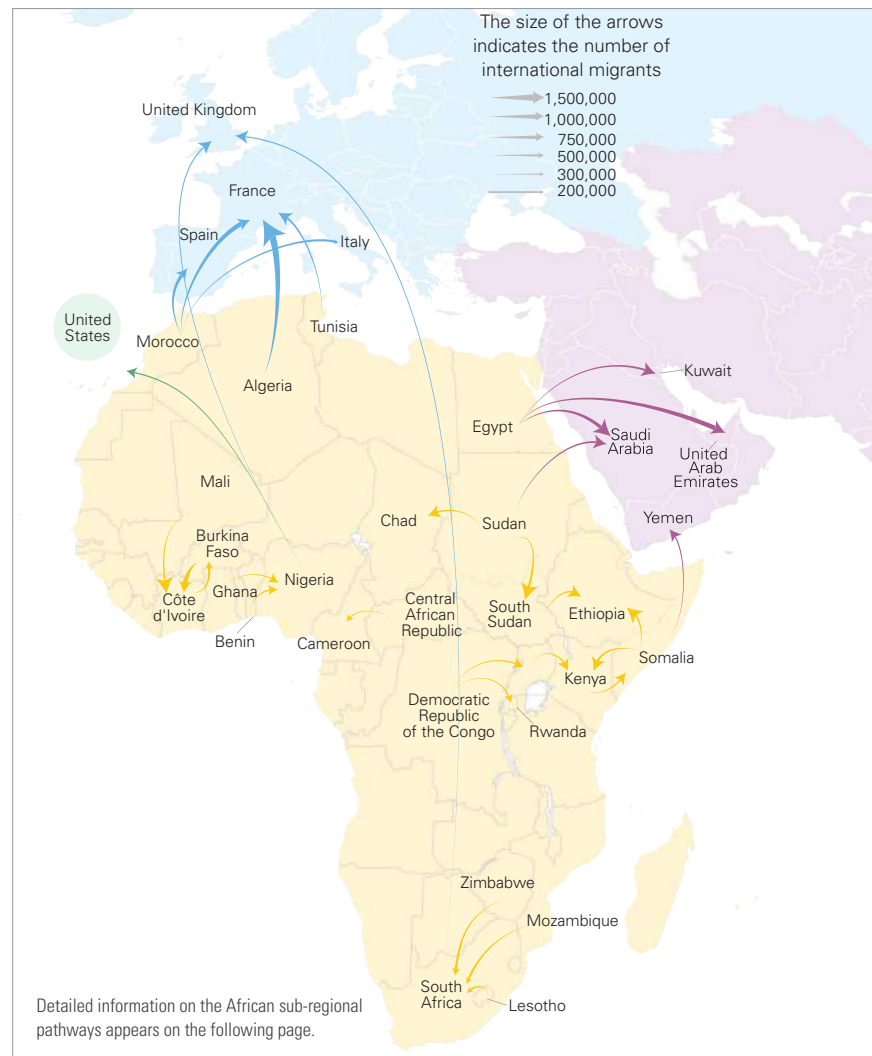 The size of the arrows
indicates the number of
international migrants
1,500,000
1,000,000
750,000
500,000
300,000
200,000
United Kingdom
France
Spain
Italy
United
States
Morocco
Tunisia
Algeria
Kuwait
Egypt
Saudi
Arabia
United
Arab
Emirates
Mali
Chad
Sudan
Yemen
Burkina
Faso
Nigeria
Ghana
Côte
d'Ivoire
Benin
Central
African
Republic
South
Sudan
Ethiopia
Cameroon
Somalia
Kenya
Democratic
Republic
of the Congo
Rwanda
Zimbabwe
Mozambique
South
Africa
Lesotho
Detailed information on the African sub-regional
pathways appears on the following page.